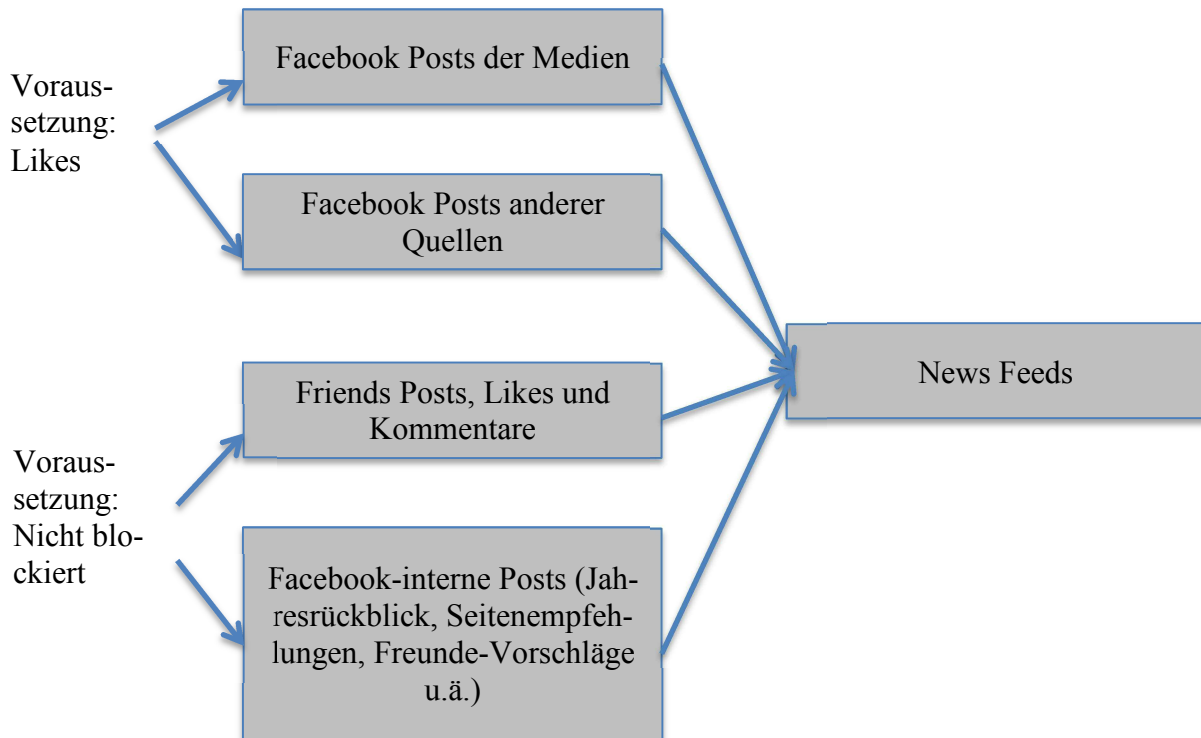 Voraus-
setzung:
Likes
Facebook Posts der Medien
Facebook Posts anderer
Quellen
Voraus-
setzung:
Nicht blo-
ckiert
Friends Posts, Likes und
Kommentare
Facebook-interne Posts (Jah-
resrückblick, Seitenempfeh-
lungen, Freunde-Vorschläge
u.ä.)
News Feeds